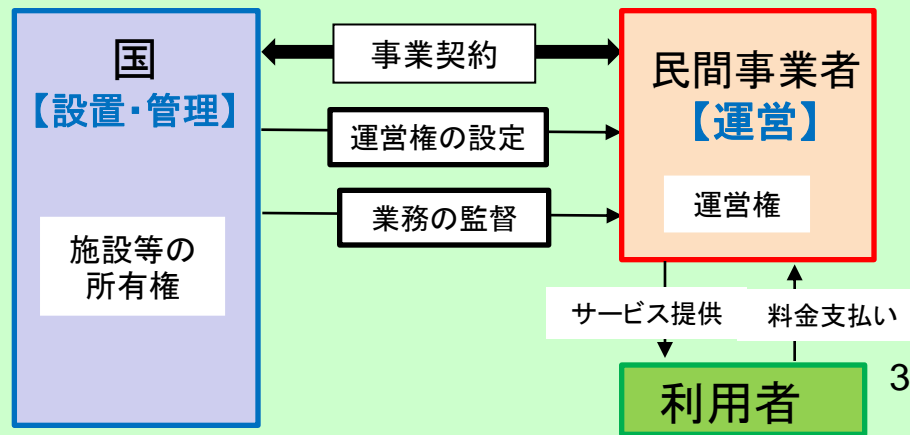 国
【設置・管理】
施設等の
所有権
事業契約
運営権の設定
業務の監督
民間事業者
【運営】
運営権
サービス提供
料金支払い
利用者
3